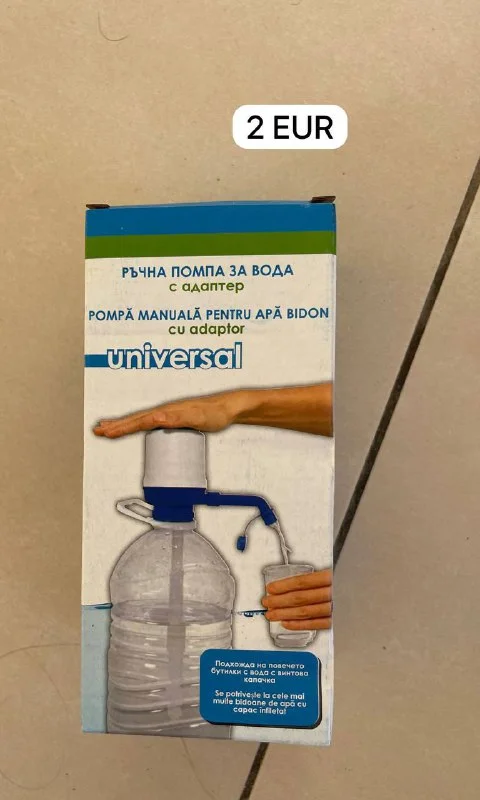 2 EUR
РЪЧНА ПОМПА ЗА ВОДА
с адаптер
POMPĂ MANUALĂ PENTRU APĂ BIDON
cu adaptor
universal
Подхожда на повечето
бутилки с вода с винтова
капачка
Se potrivește la cele mai
multe bidoane de apă cu
capac înfiletat